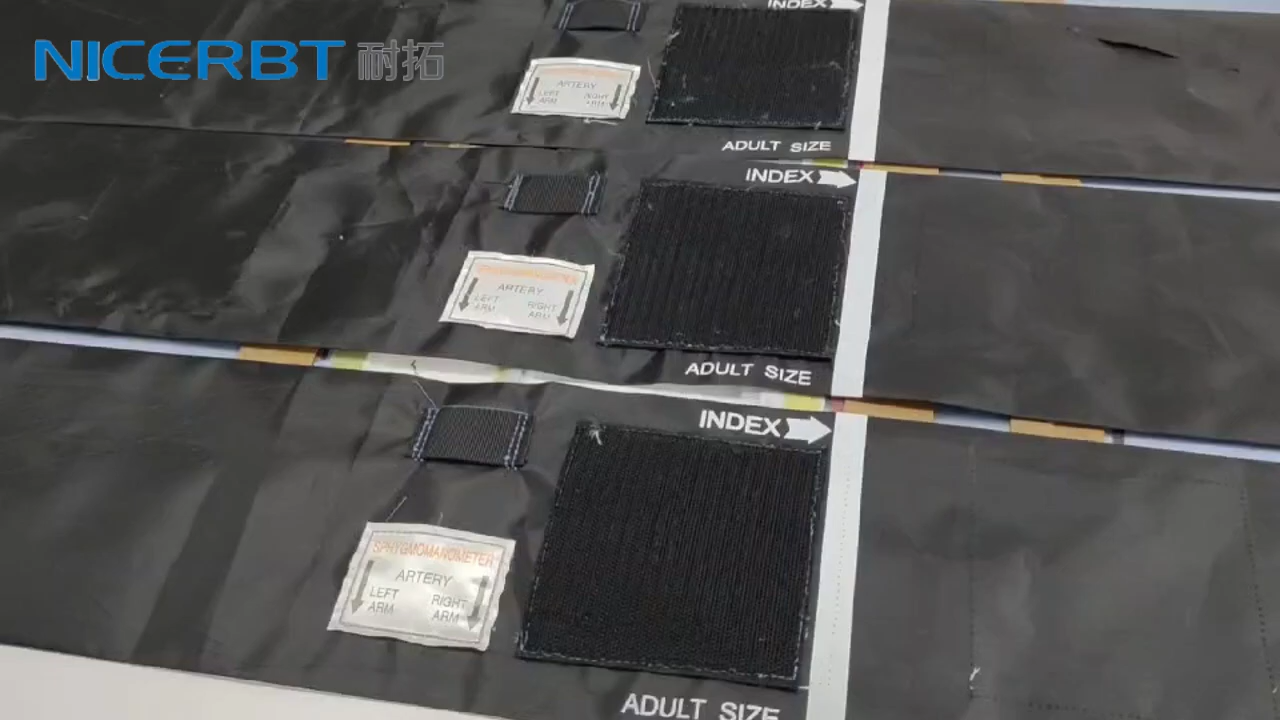 NICERBT 耐拓
INDEX
ARTERY
LEFT ARM
RIGHT ARM
ADULT SIZE
INDEX
ARTERY
LEFT ARM
RIGHT ARM
ADULT SIZE
INDEX
SPHYGMOMANOMETER
ARTERY
LEFT ARM
RIGHT ARM
ADULT SIZE